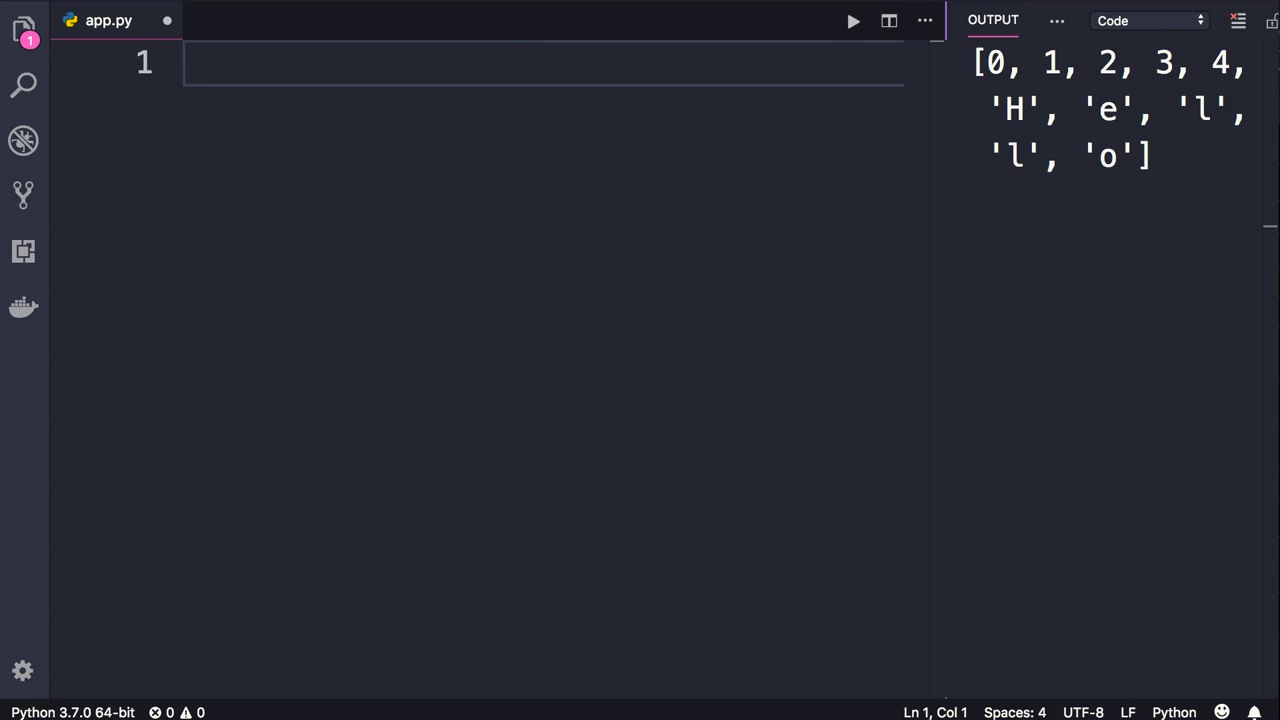 app.py
OUTPUT
Code
1
1
[0, 1, 2, 3, 4,
'H', 'e', 'l',
'l', 'o']
Python 3.7.0 64-bit
0
0
Ln 1, Col 1
Spaces: 4
UTF-8
LF
Python